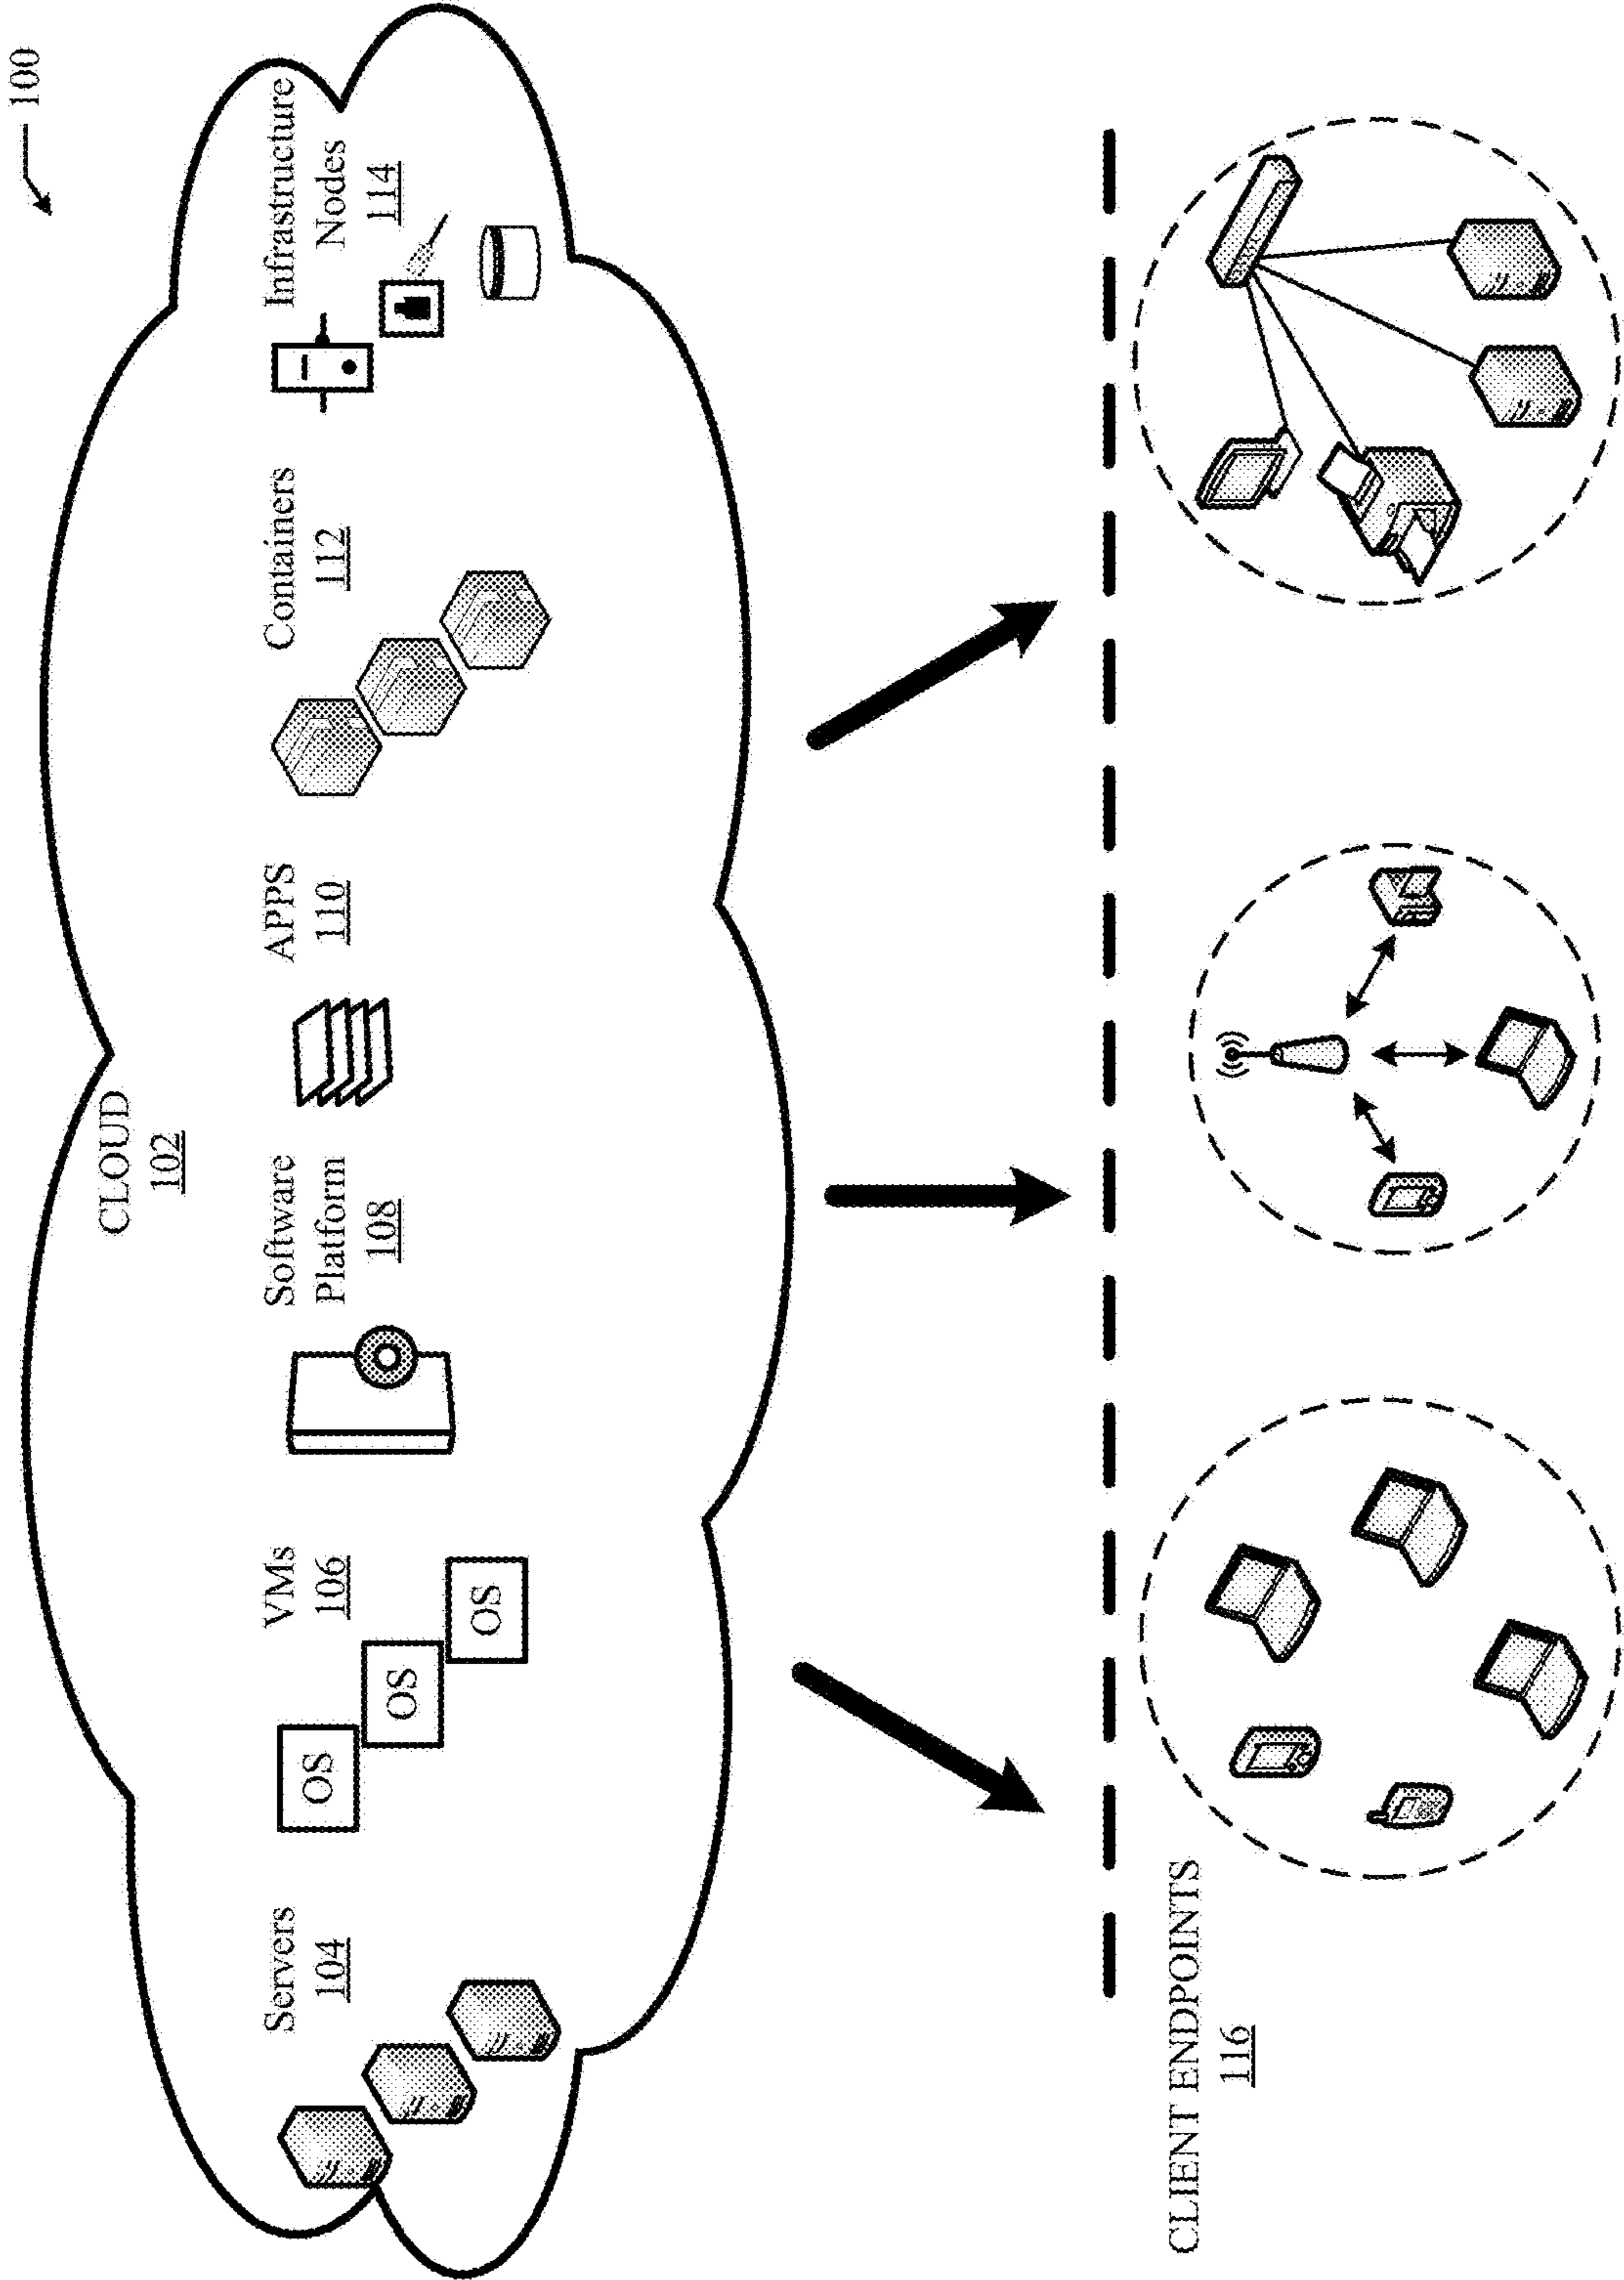 100
CLOUD
102
Servers
104
VMs
106
OS
OS
OS
Software
Platform
108
APPS
110
Containers
112
Infrastructure
Nodes
114
CLIENT ENDPOINTS
116